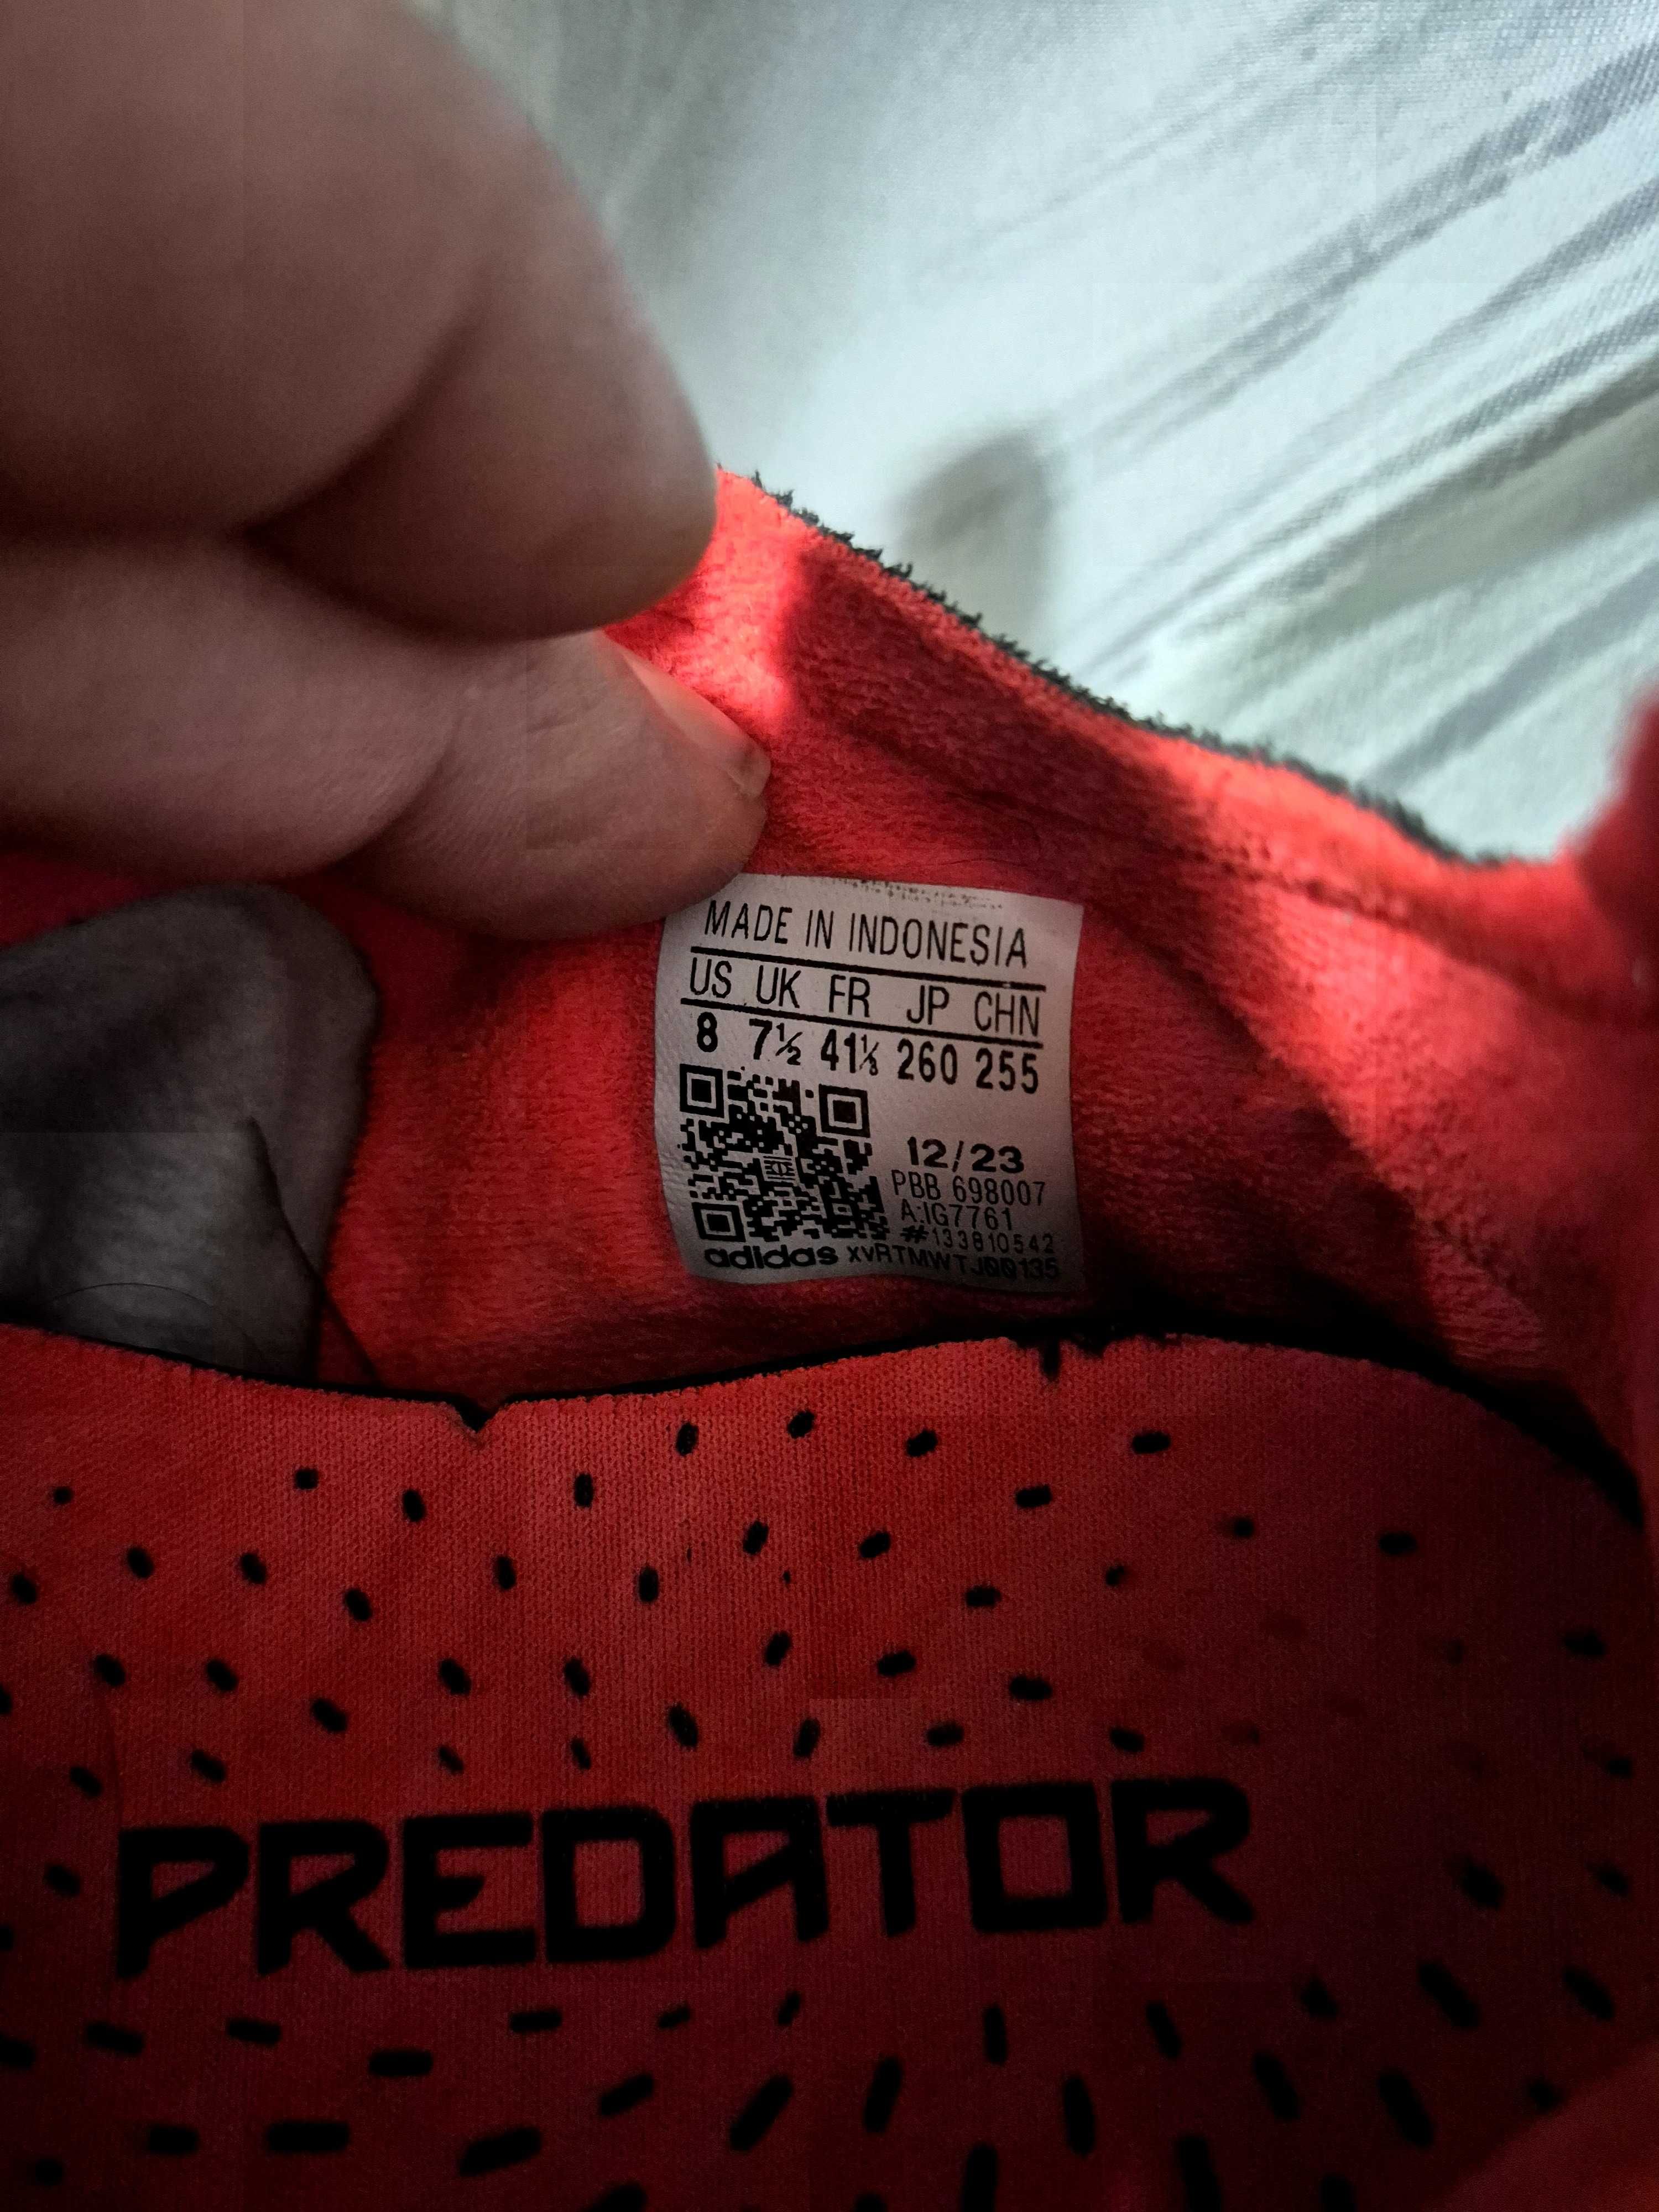 MADE IN INDONESIA
US UK FR JP CHN
8 7½ 41⅓ 260 255
12/23
PBB 698007
A:IG7761
#133810542
adidas XVRTMWTJQQ135
PREDATOR